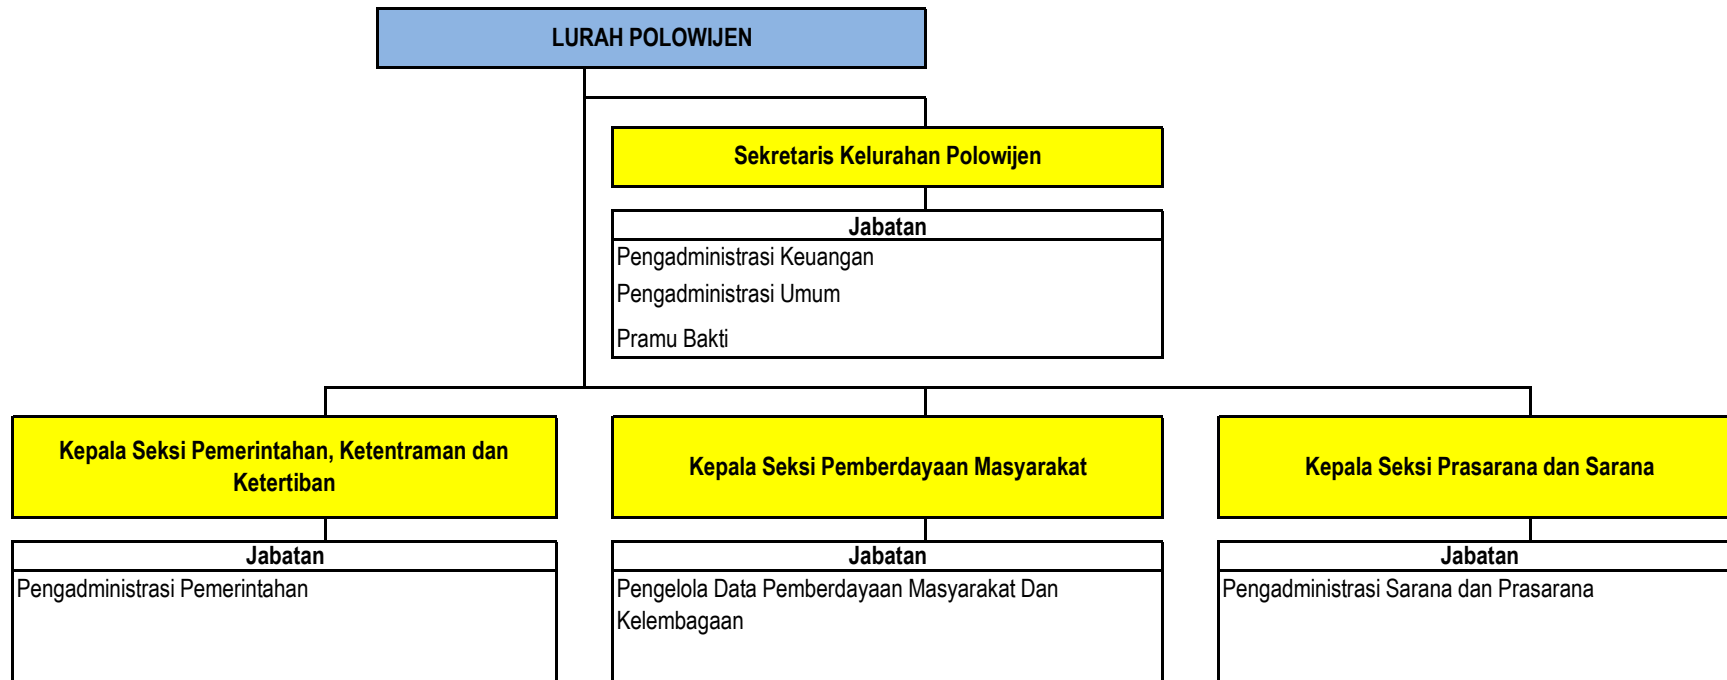 LURAH POLOWIJEN
Sekretaris Kelurahan Polowijen
Jabatan
Pengadministrasi Keuangan
Pengadministrasi Umum
Pramu Bakti
Kepala Seksi Pemerintahan, Ketentraman dan
Ketertiban
Jabatan
Pengadministrasi Pemerintahan
Kepala Seksi Pemberdayaan Masyarakat
Jabatan
Pengelola Data Pemberdayaan Masyarakat Dan
Kelembagaan
Kepala Seksi Prasarana dan Sarana
Jabatan
Pengadministrasi Sarana dan Prasarana